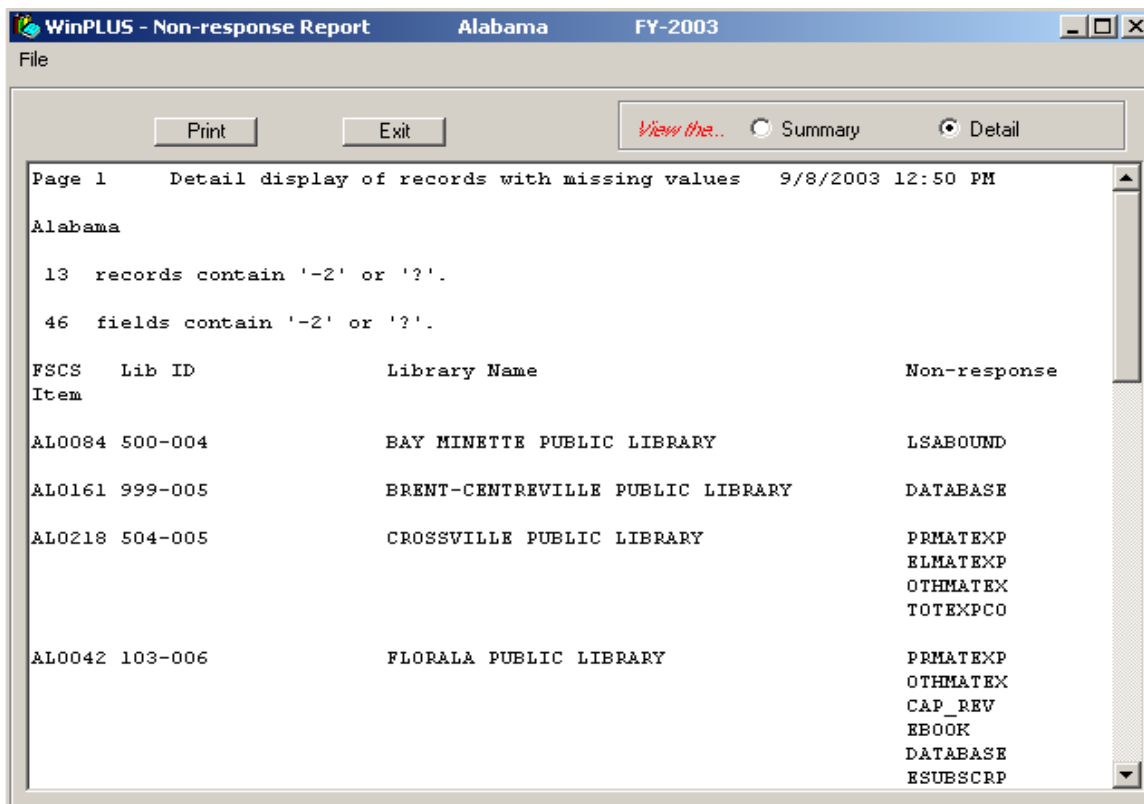 WinPLUS - Non-response Report Alabama FY-2003
File
Print Exit View the... Summary Detail
Page 1 Detail display of records with missing values 9/8/2003 12:50 PM
Alabama
13 records contain '-2' or '?'.
46 fields contain '-2' or '?'.
FSCS Lib ID Library Name Non-response
Item
AL0084 500-004 BAY MINETTE PUBLIC LIBRARY LSABOUND
AL0161 999-005 BRENT-CENTREVILLE PUBLIC LIBRARY DATABASE
AL0218 504-005 CROSSVILLE PUBLIC LIBRARY PRMATEXP
ELMATEXP
OTHMATEX
TOTEXPCO
AL0042 103-006 FLORALA PUBLIC LIBRARY PRMATEXP
OTHMATEX
CAP_REV
EBOOK
DATABASE
ESUBSCRP